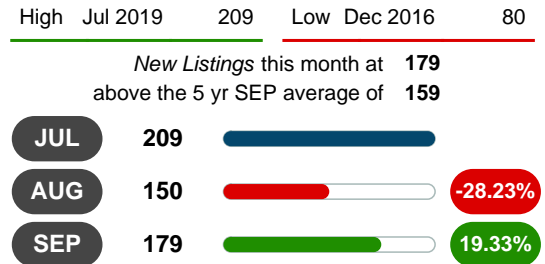 High Jul 2019 209 Low Dec 2016 80
New Listings this month at 179
above the 5 yr SEP average of 159
JUL 209
AUG 150 -28.23%
SEP 179 19.33%